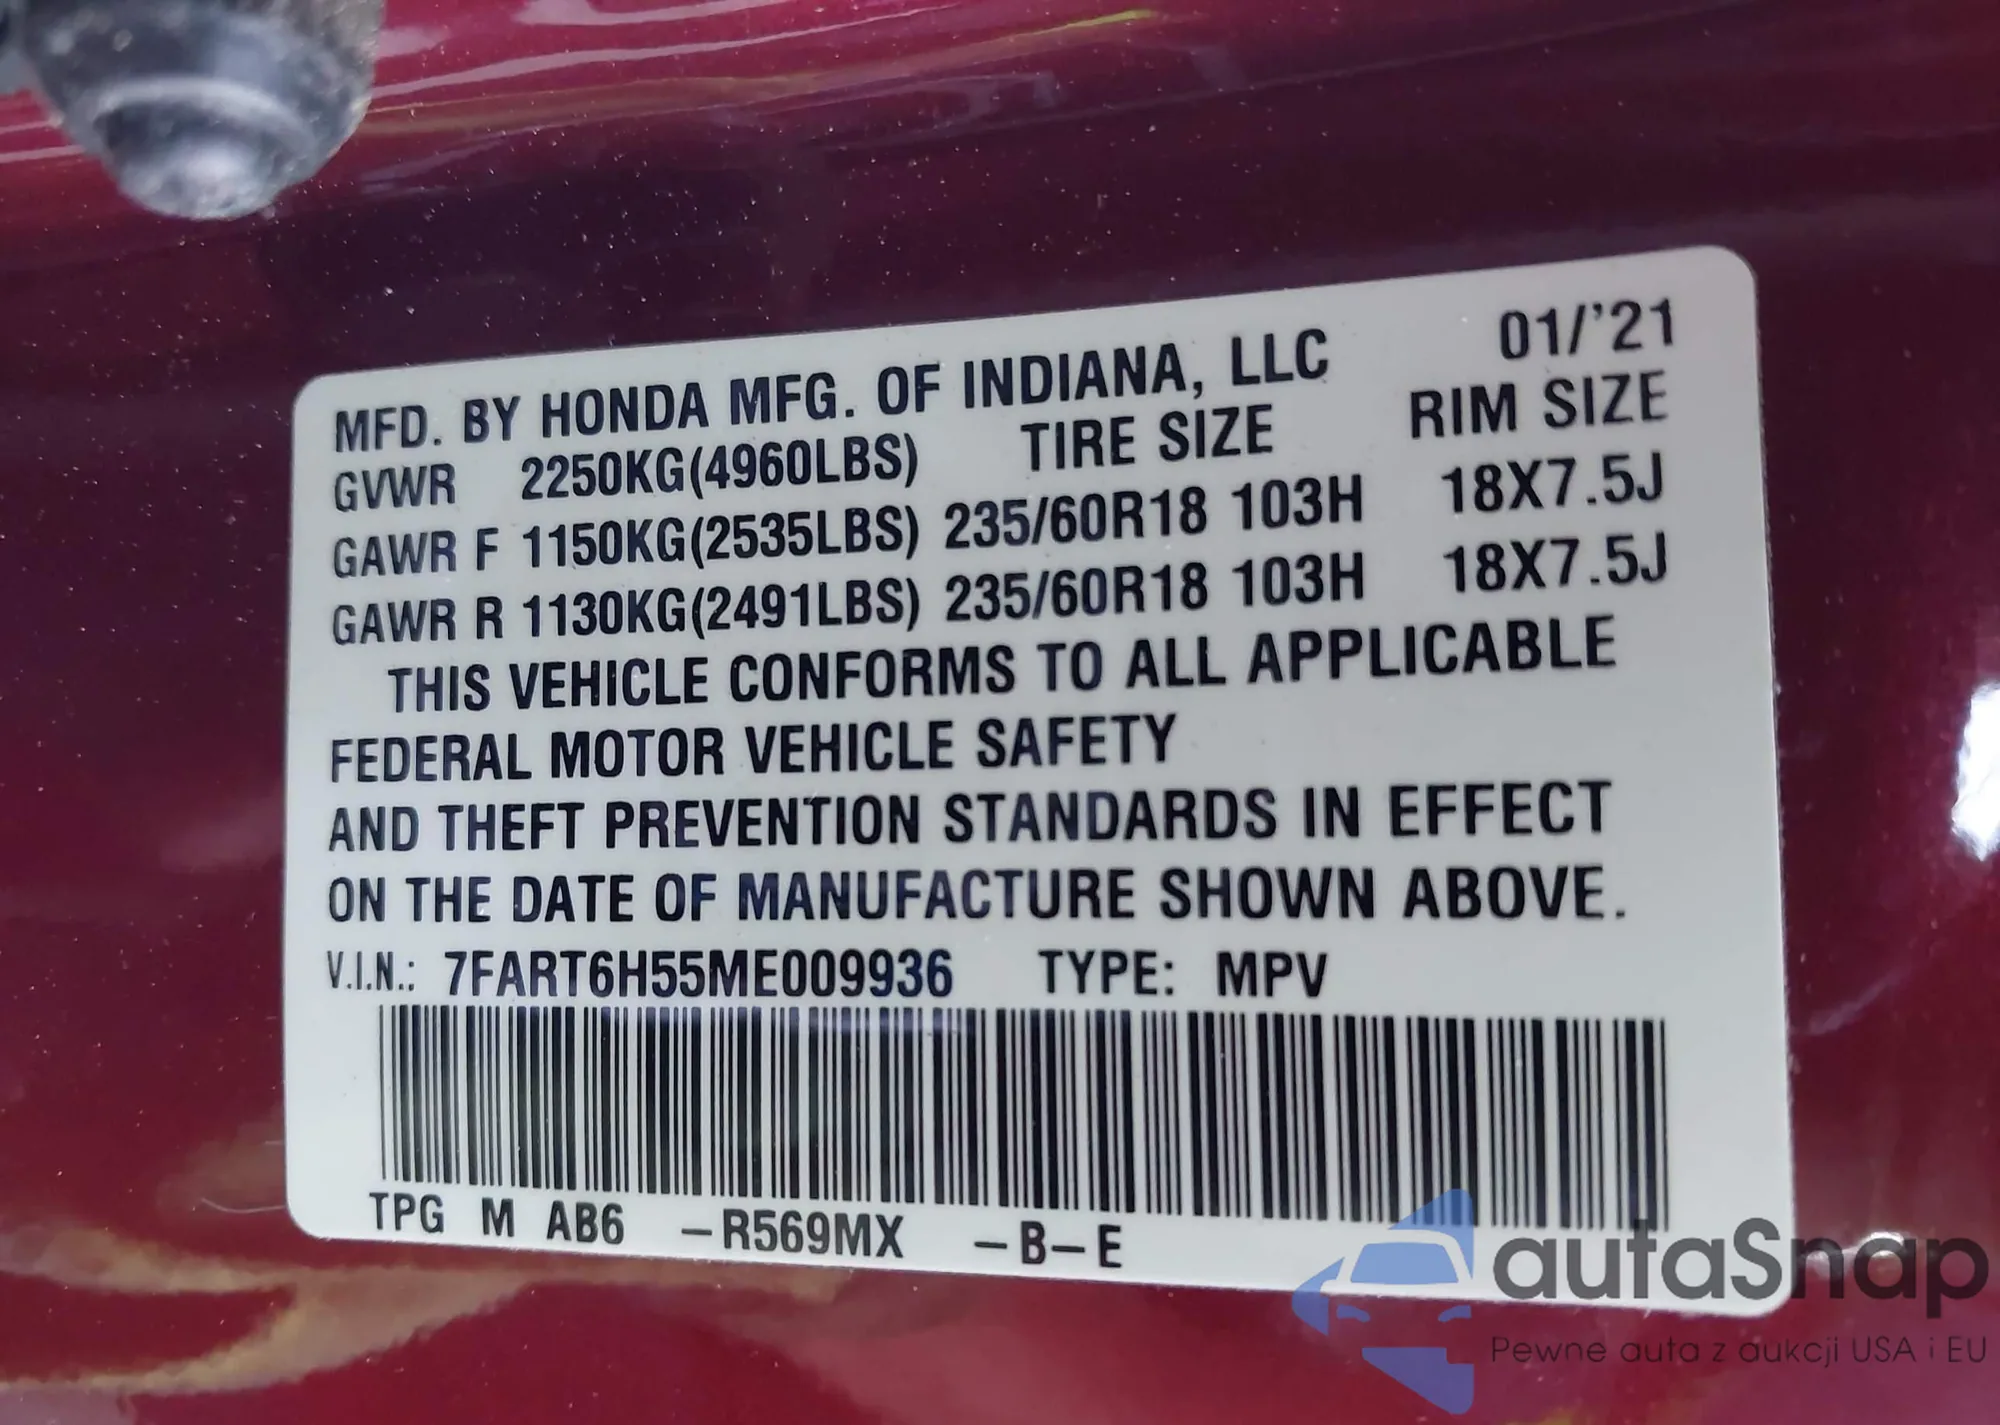 MFD. BY HONDA MFG. OF INDIANA, LLC 01/'21
GVWR 2250KG(4960LBS) TIRE SIZE RIM SIZE
GAWR F 1150KG(2535LBS) 235/60R18 103H 18X7.5J
GAWR R 1130KG(2491LBS) 235/60R18 103H 18X7.5J
THIS VEHICLE CONFORMS TO ALL APPLICABLE
FEDERAL MOTOR VEHICLE SAFETY
AND THEFT PREVENTION STANDARDS IN EFFECT
ON THE DATE OF MANUFACTURE SHOWN ABOVE.
V.I.N.: 7FART6H55ME009936 TYPE: MPV
TPG M AB6 -R569MX -B-E
autaSnap
Pewne auta z aukcji USA i EU